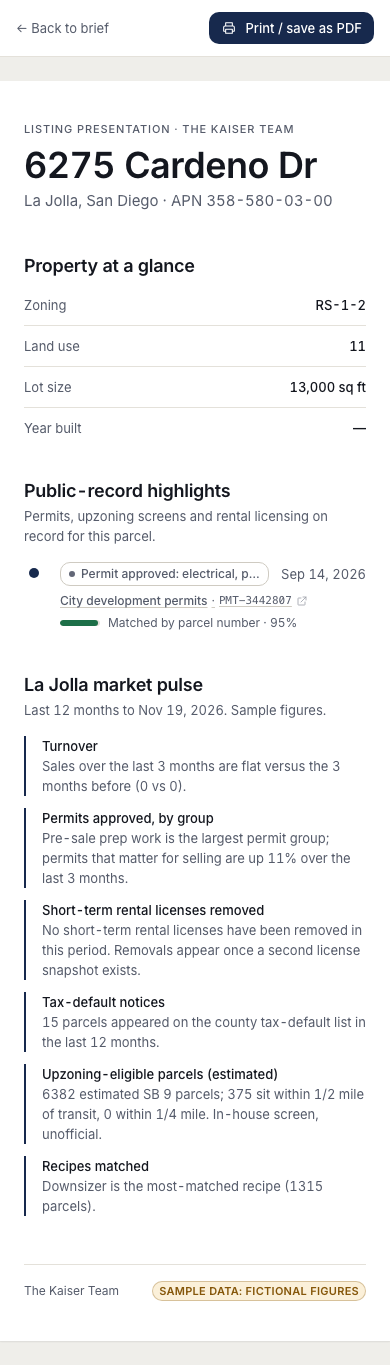 ← Back to brief
Print / save as PDF
LISTING PRESENTATION · THE KAISER TEAM
6275 Cardeno Dr
La Jolla, San Diego · APN 358-580-03-00
Property at a glance
Zoning RS-1-2
Land use 11
Lot size 13,000 sq ft
Year built —
Public-record highlights
Permits, upzoning screens and rental licensing on
record for this parcel.
Permit approved: electrical, p... Sep 14, 2026
City development permits · PMT-3442807
Matched by parcel number · 95%
La Jolla market pulse
Last 12 months to Nov 19, 2026. Sample figures.
Turnover
Sales over the last 3 months are flat versus the 3
months before (0 vs 0).
Permits approved, by group
Pre-sale prep work is the largest permit group;
permits that matter for selling are up 11% over the
last 3 months.
Short-term rental licenses removed
No short-term rental licenses have been removed in
this period. Removals appear once a second license
snapshot exists.
Tax-default notices
15 parcels appeared on the county tax-default list in
the last 12 months.
Upzoning-eligible parcels (estimated)
6382 estimated SB 9 parcels; 375 sit within 1/2 mile
of transit, 0 within 1/4 mile. In-house screen,
unofficial.
Recipes matched
Downsizer is the most-matched recipe (1315
parcels).
The Kaiser Team
SAMPLE DATA: FICTIONAL FIGURES